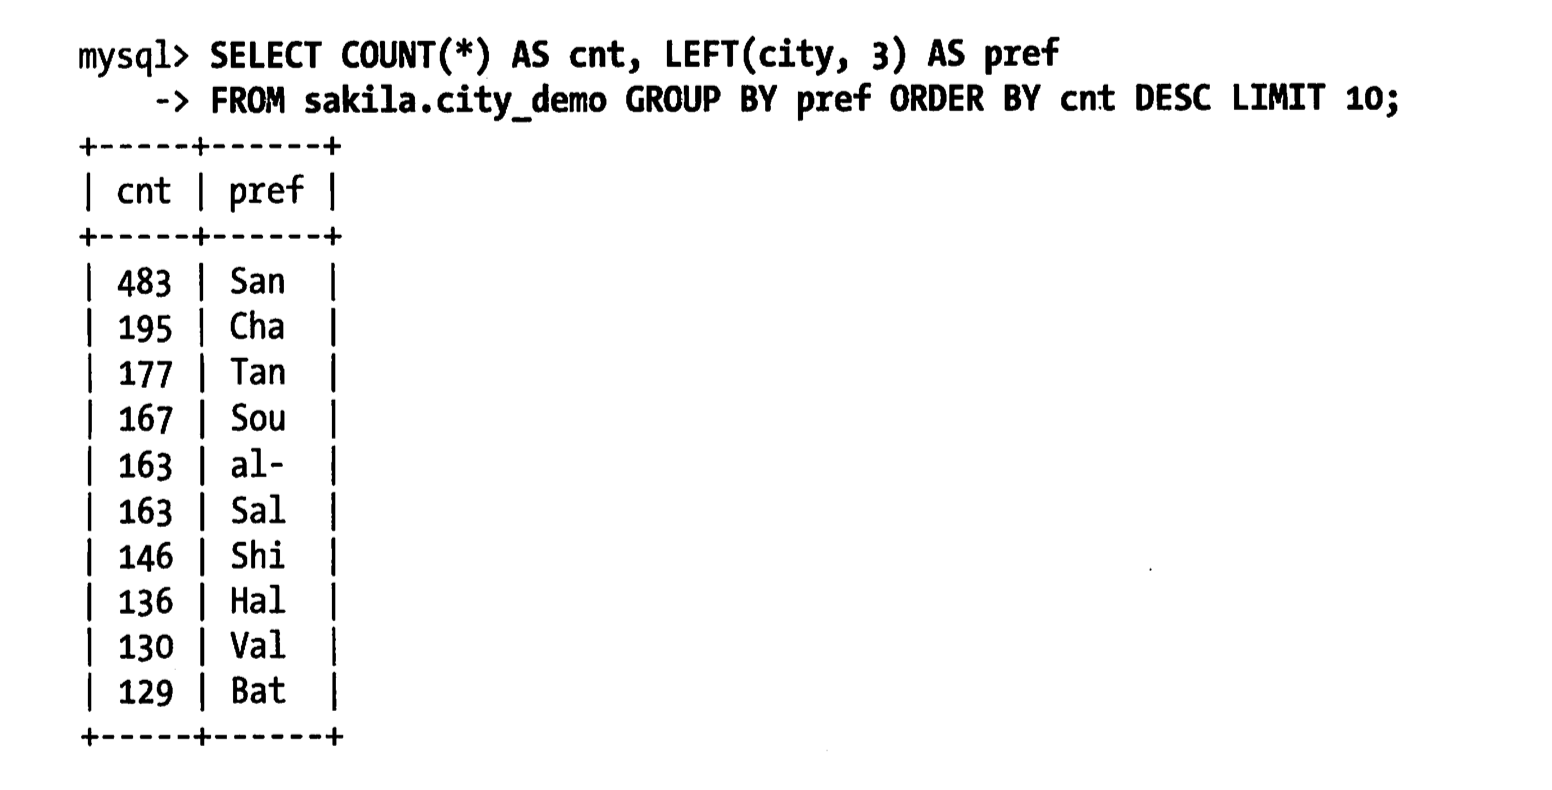 mysql> SELECT COUNT(*) AS cnt, LEFT(city, 3) AS pref
    -> FROM sakila.city_demo GROUP BY pref ORDER BY cnt DESC LIMIT 10;
+-----+------+
| cnt | pref |
+-----+------+
| 483 | San  |
| 195 | Cha  |
| 177 | Tan  |
| 167 | Sou  |
| 163 | al-  |
| 163 | Sal  |
| 146 | Shi  |
| 136 | Hal  |
| 130 | Val  |
| 129 | Bat  |
+-----+------+